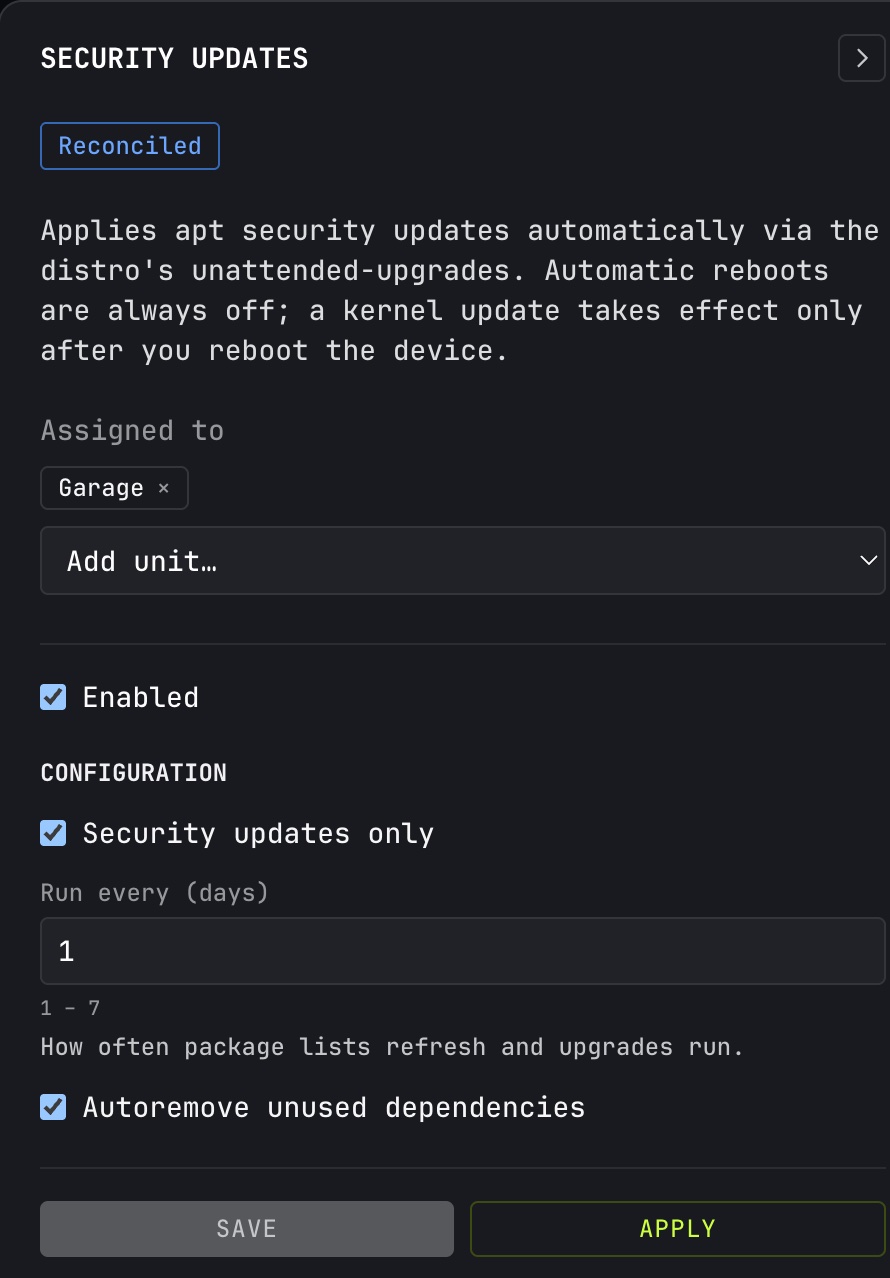 SECURITY UPDATES
Reconciled
Applies apt security updates automatically via the
distro's unattended-upgrades. Automatic reboots
are always off; a kernel update takes effect only
after you reboot the device.
Assigned to
Garage ×
Add unit…
Enabled
CONFIGURATION
Security updates only
Run every (days)
1
1 – 7
How often package lists refresh and upgrades run.
Autoremove unused dependencies
SAVE
APPLY